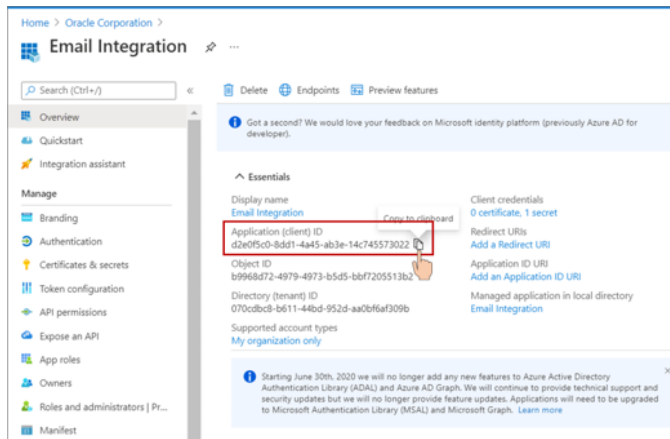 Home > Oracle Corporation >
Email Integration
Search (Ctrl+/)
«
Delete
Endpoints
Preview features
Overview
Quickstart
Integration assistant
Manage
Branding
Authentication
Certificates & secrets
Token configuration
API permissions
Expose an API
App roles
Owners
Roles and administrators | Pr...
Manifest
Got a second? We would love your feedback on Microsoft identity platform (previously Azure AD for
developer).
Essentials
Display name
Email Integration
Copy to clipboard
Application (client) ID
d2e0f5c0-8dd1-4a45-ab3e-14c745573022
Object ID
b9968d72-4979-4973-b5d5-bbf7205513b2
Directory (tenant) ID
070cdbc8-b611-44bd-952d-aa0bf6af309b
Supported account types
My organization only
Client credentials
0 certificate, 1 secret
Redirect URIs
Add a Redirect URI
Application ID URI
Add an Application ID URI
Managed application in local directory
Email Integration
Starting June 30th, 2020 we will no longer add any new features to Azure Active Directory
Authentication Library (ADAL) and Azure AD Graph. We will continue to provide technical support and
security updates but we will no longer provide feature updates. Applications will need to be upgraded
to Microsoft Authentication Library (MSAL) and Microsoft Graph. Learn more